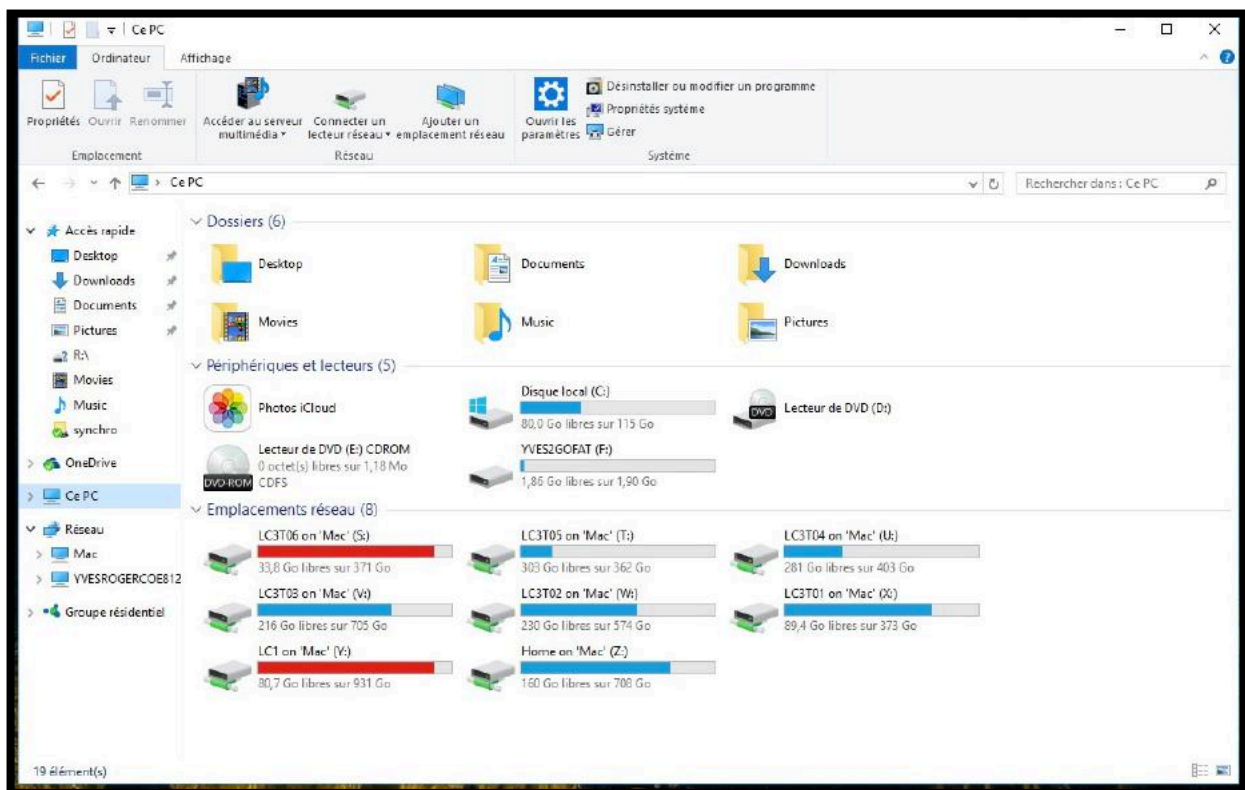 Ce PC
Fichier Ordinateur Affichage
Propriétés Ouvrir Renommer
Accéder au serveur multimédia
Connecter un lecteur réseau
Ajouter un emplacement réseau
Ouvrir les paramètres
Désinstaller ou modifier un programme
Propriétés système
Gérer
Emplacement Réseau Système
Ce PC
Rechercher dans : Ce PC
Accès rapide
Desktop
Downloads
Documents
Pictures
R:\
Movies
Music
synchro
OneDrive
Ce PC
Réseau
Mac
YVESROGERCOE812
Groupe résidentiel
Dossiers (6)
Desktop
Documents
Downloads
Movies
Music
Pictures
Périphériques et lecteurs (5)
Photos iCloud
Disque local (C:)
80,0 Go libres sur 115 Go
DVD
Lecteur de DVD (D:)
DVD-ROM
Lecteur de DVD (E:) CDROM
0 octet(s) libres sur 1,18 Mo
CDFS
YVES2GOFAT (F:)
1,86 Go libres sur 1,90 Go
Emplacements réseau (8)
LC3T06 on 'Mac' (S:)
33,8 Go libres sur 371 Go
LC3T05 on 'Mac' (T:)
303 Go libres sur 362 Go
LC3T04 on 'Mac' (U:)
281 Go libres sur 403 Go
LC3T03 on 'Mac' (V:)
216 Go libres sur 705 Go
LC3T02 on 'Mac' (W:)
230 Go libres sur 574 Go
LC3T01 on 'Mac' (X:)
89,4 Go libres sur 373 Go
LC1 on 'Mac' (Y:)
80,7 Go libres sur 931 Go
Home on 'Mac' (Z:)
160 Go libres sur 708 Go
19 élément(s)